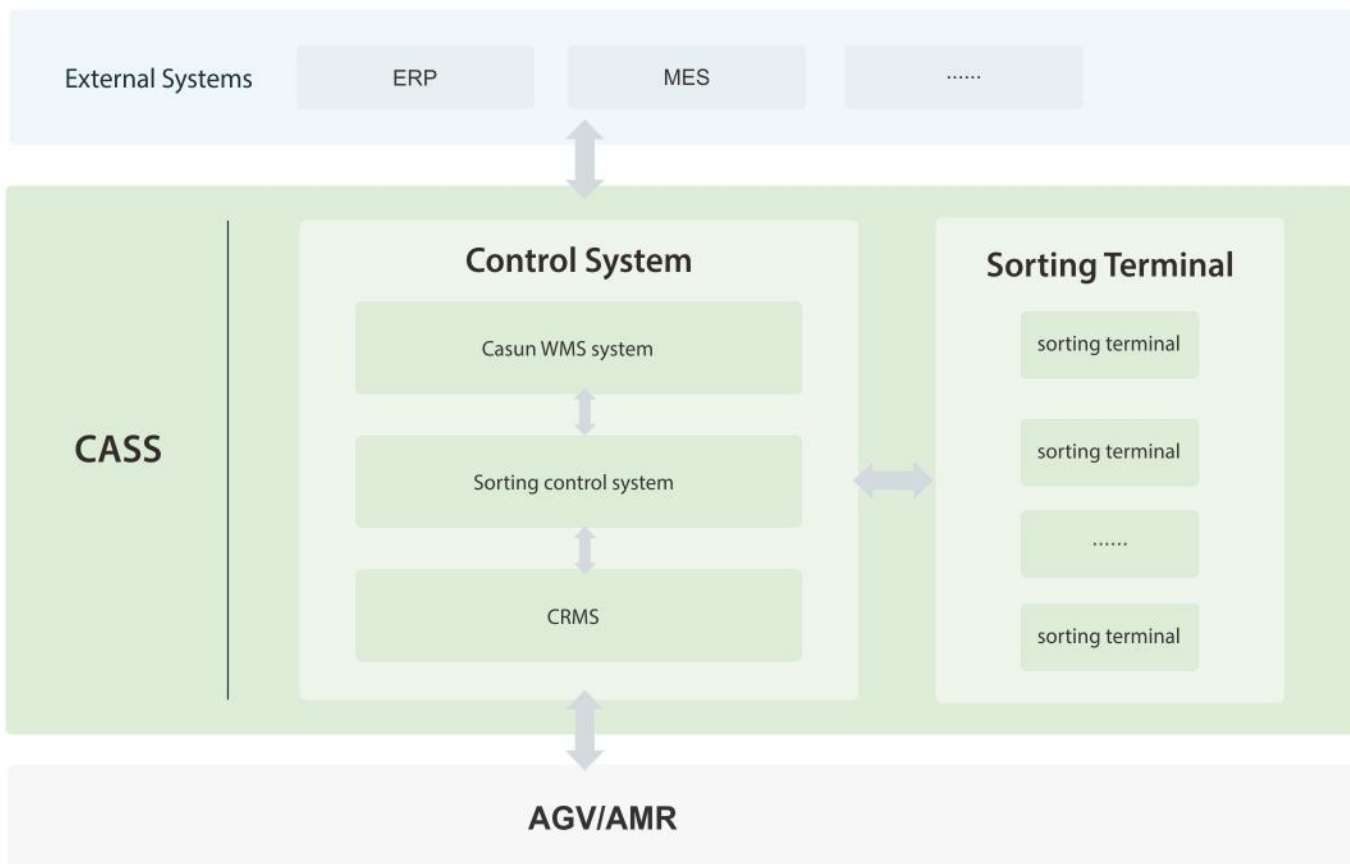 External Systems
ERP
MES
......
CASS
Control System
Casun WMS system
Sorting control system
CRMS
Sorting Terminal
sorting terminal
sorting terminal
......
sorting terminal
AGV/AMR